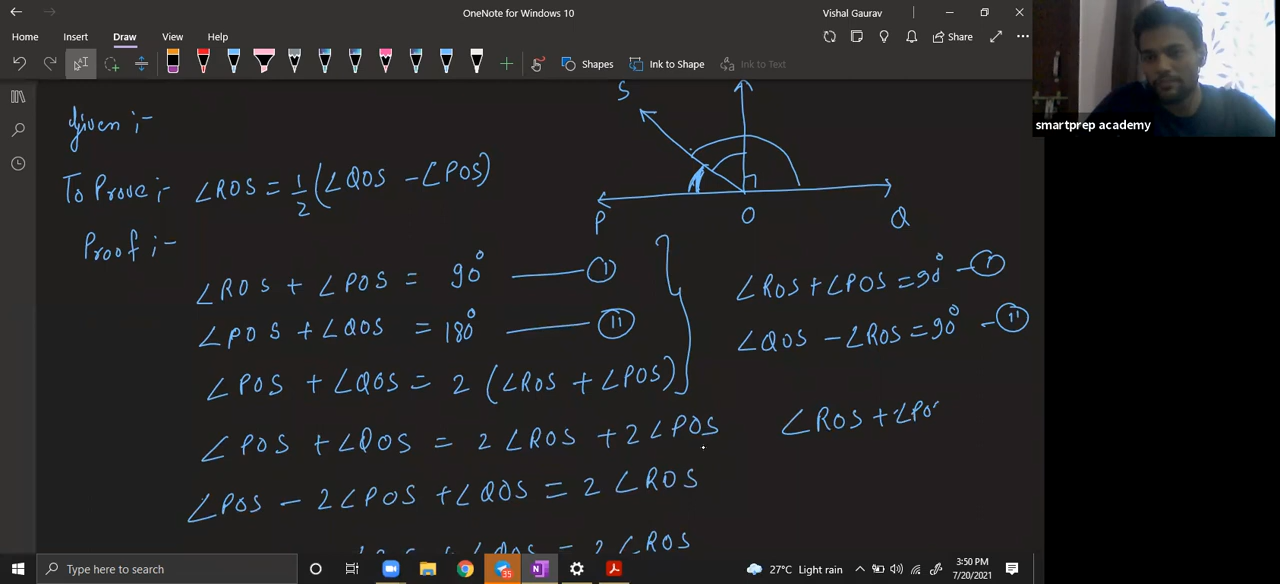 OneNote for Windows 10
Vishal Gaurav
Home Insert Draw View Help
Share
Shapes
Ink to Shape
Ink to Text
smartprep academy
Given :-
S
To Prove :- ∠ROS = 1/2 (∠QOS - ∠POS)
P O Q
Proof :-
∠ROS + ∠POS = 90° — (I)
∠POS + ∠QOS = 180° — (II)
∠POS + ∠QOS = 2 (∠ROS + ∠POS)
∠POS + ∠QOS = 2 ∠ROS + 2 ∠POS
∠POS - 2 ∠POS + ∠QOS = 2 ∠ROS
∠QOS = 2 ∠ROS
∠ROS + ∠POS = 90° — (I)
∠QOS - ∠ROS = 90° — (II)
∠ROS + ∠POS
Type here to search
35
27°C Light rain
3:50 PM
7/20/2021